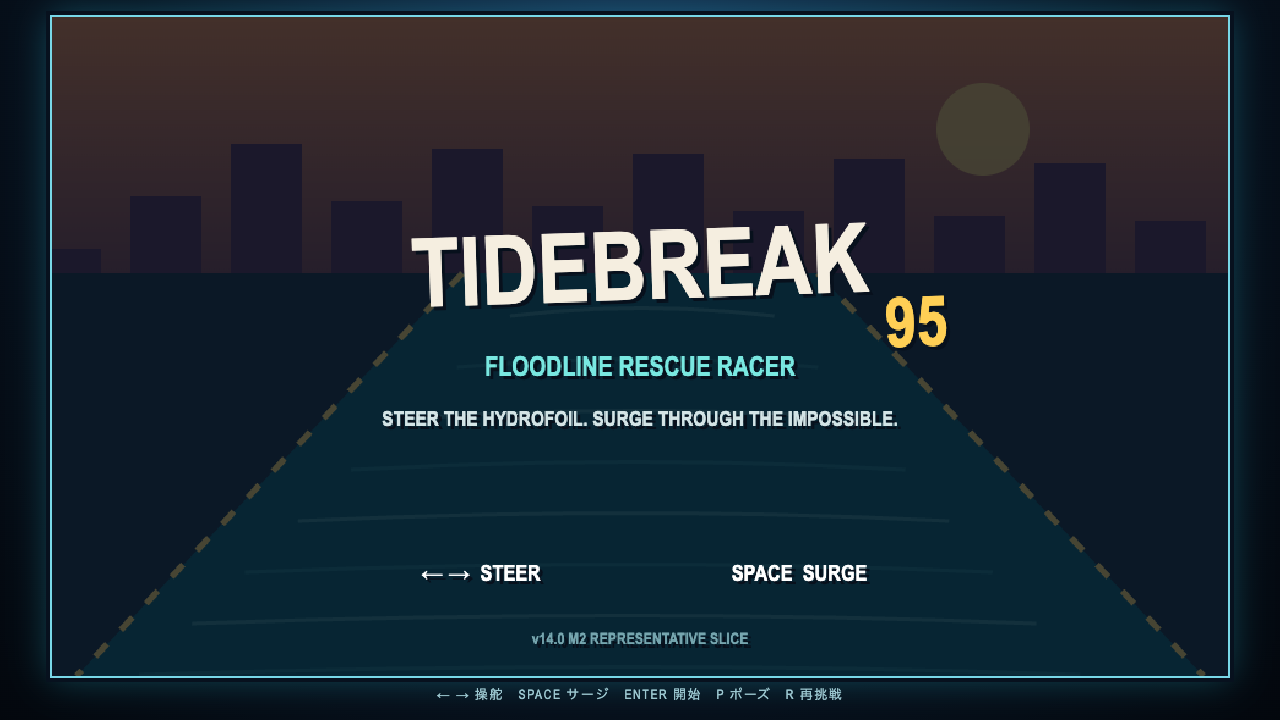 TIDEBREAK
95
FLOODLINE RESCUE RACER
STEER THE HYDROFOIL. SURGE THROUGH THE IMPOSSIBLE.
←→ STEER SPACE SURGE
v14.0 M2 REPRESENTATIVE SLICE
← → 操舵 SPACE サージ ENTER 開始 P ポーズ R 再挑戦